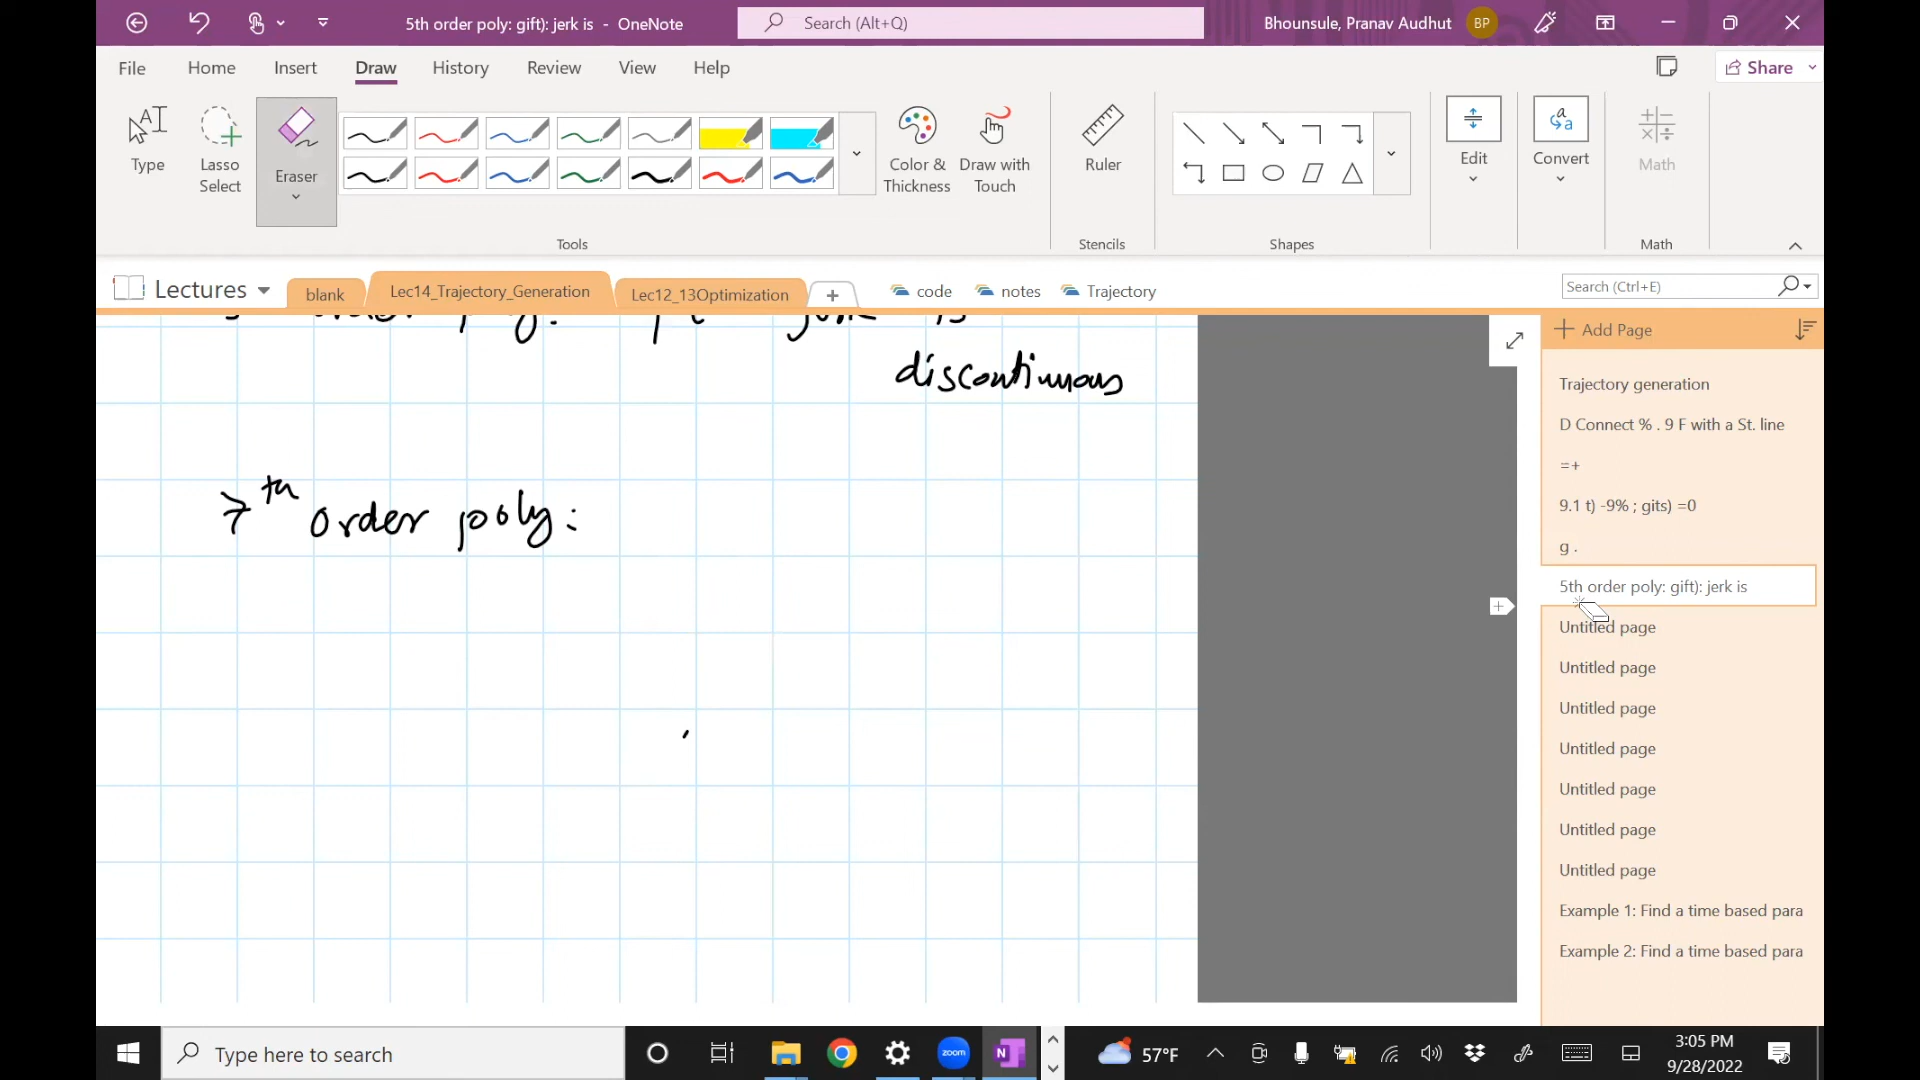 5th order poly: gift): jerk is - OneNote
Search (Alt+Q)
Bhounsule, Pranav Audhut
BP
File
Home
Insert
Draw
History
Review
View
Help
Share
Type
Lasso
Select
Eraser
Color &
Thickness
Draw with
Touch
Ruler
Edit
Convert
Math
Tools
Stencils
Shapes
Math
Lectures
blank
Lec14_Trajectory_Generation
Lec12_13Optimization
code
notes
Trajectory
Search (Ctrl+E)
order poly: jerk is
discontinuous
7th order poly:
Add Page
Trajectory generation
D Connect % . 9 F with a St. line
=+
9.1 t) -9% ; gits) =0
g .
5th order poly: gift): jerk is
Untitled page
Untitled page
Untitled page
Untitled page
Untitled page
Untitled page
Untitled page
Example 1: Find a time based para
Example 2: Find a time based para
Type here to search
zoom
57°F
3:05 PM
9/28/2022